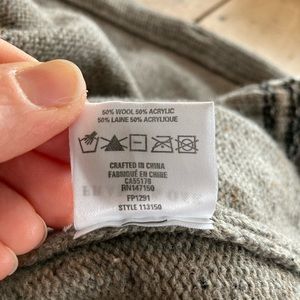 50% WOOL 50% ACRYLIC
50% LAINE 50% ACRYLIQUE
CRAFTED IN CHINA
FABRIQUÉ EN CHINE
CA55178
RN147150
FP1291
STYLE 113150